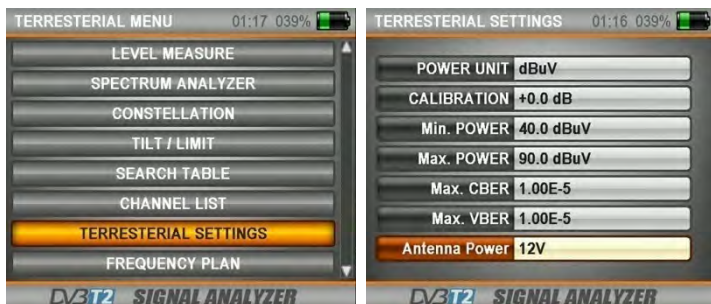 TERRESTERIAL MENU 01:17 039%
LEVEL MEASURE
SPECTRUM ANALYZER
CONSTELLATION
TILT / LIMIT
SEARCH TABLE
CHANNEL LIST
TERRESTERIAL SETTINGS
FREQUENCY PLAN
DVB T2 SIGNAL ANALYZER
TERRESTERIAL SETTINGS 01:16 039%
POWER UNIT dBuV
CALIBRATION +0.0 dB
Min. POWER 40.0 dBuV
Max. POWER 90.0 dBuV
Max. CBER 1.00E-5
Max. VBER 1.00E-5
Antenna Power 12V
DVB T2 SIGNAL ANALYZER